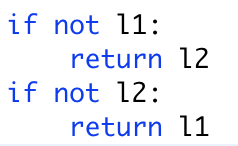 if not l1:
    return l2
if not l2:
    return l1